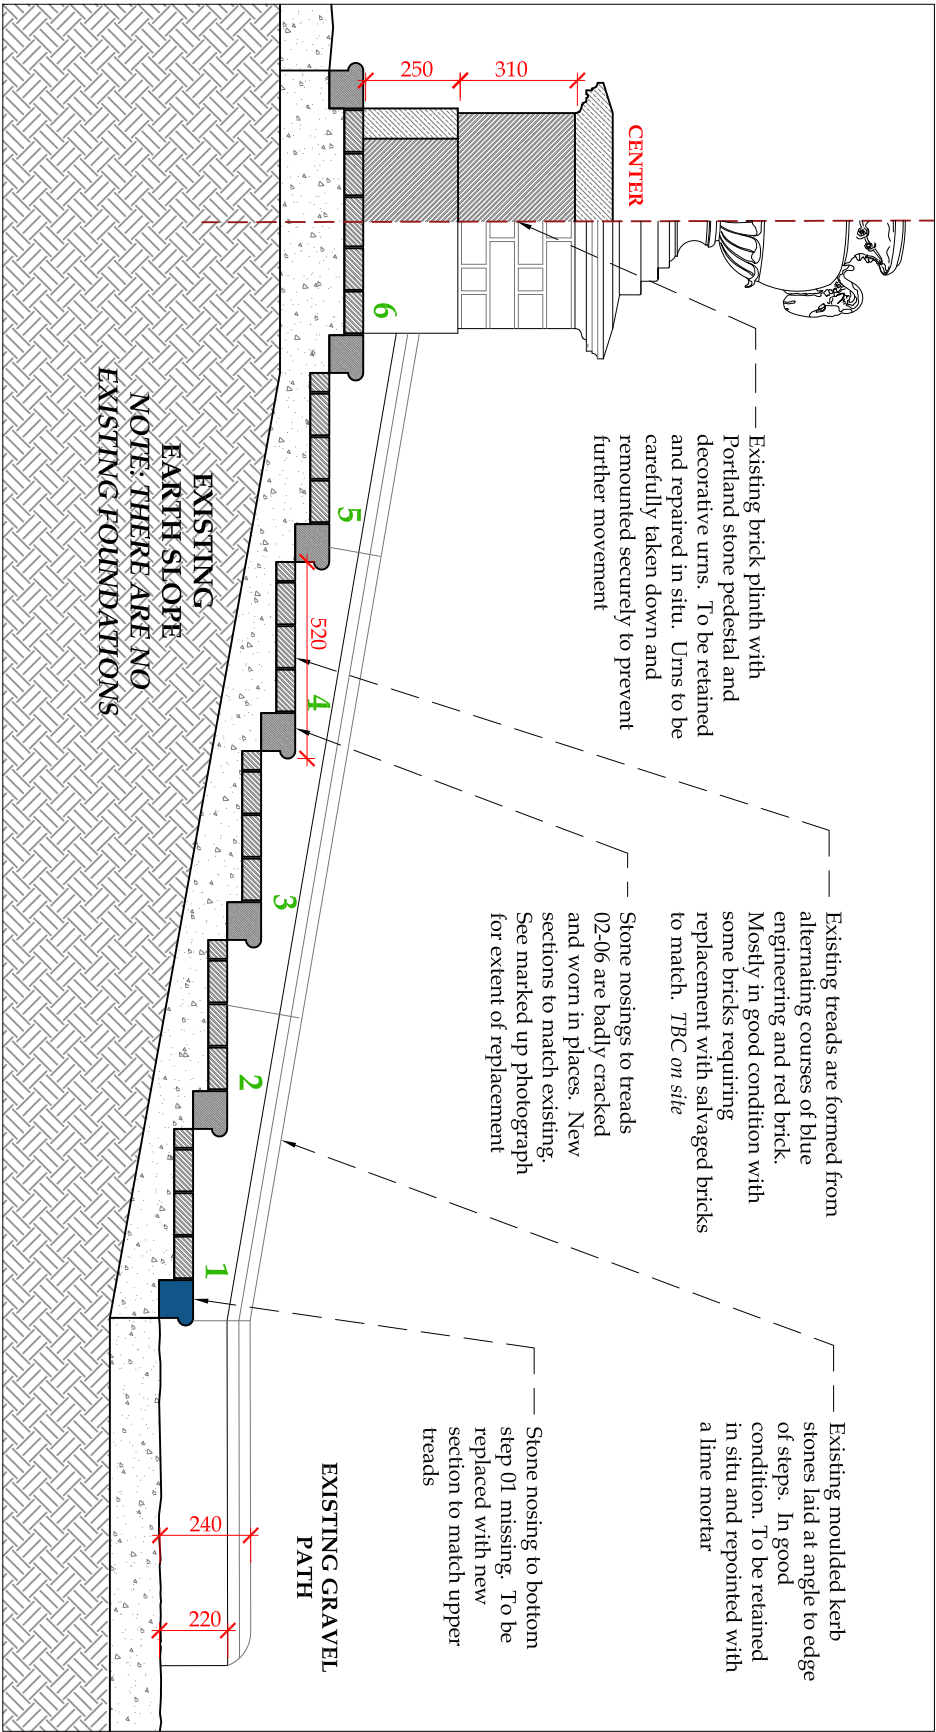 250
310
CENTER
Existing brick plinth with
Portland stone pedestal and
decorative urns. To be retained
and repaired in situ. Urns to be
carefully taken down and
remounted securely to prevent
further movement
Existing treads are formed from
alternating courses of blue
engineering and red brick.
Mostly in good condition with
some bricks requiring
replacement with salvaged bricks
to match. TBC on site
Stone nosings to treads
02-06 are badly cracked
and worn in places. New
sections to match existing.
See marked up photograph
for extent of replacement
Existing moulded kerb
stones laid at angle to edge
of steps. In good
condition. To be retained
in situ and repointed with
a lime mortar
Stone nosing to bottom
step 01 missing. To be
replaced with new
section to match upper
treads
6
5
520
4
3
2
1
EXISTING GRAVEL
PATH
240
220
EXISTING
EARTH SLOPE
NOTE: THERE ARE NO
EXISTING FOUNDATIONS